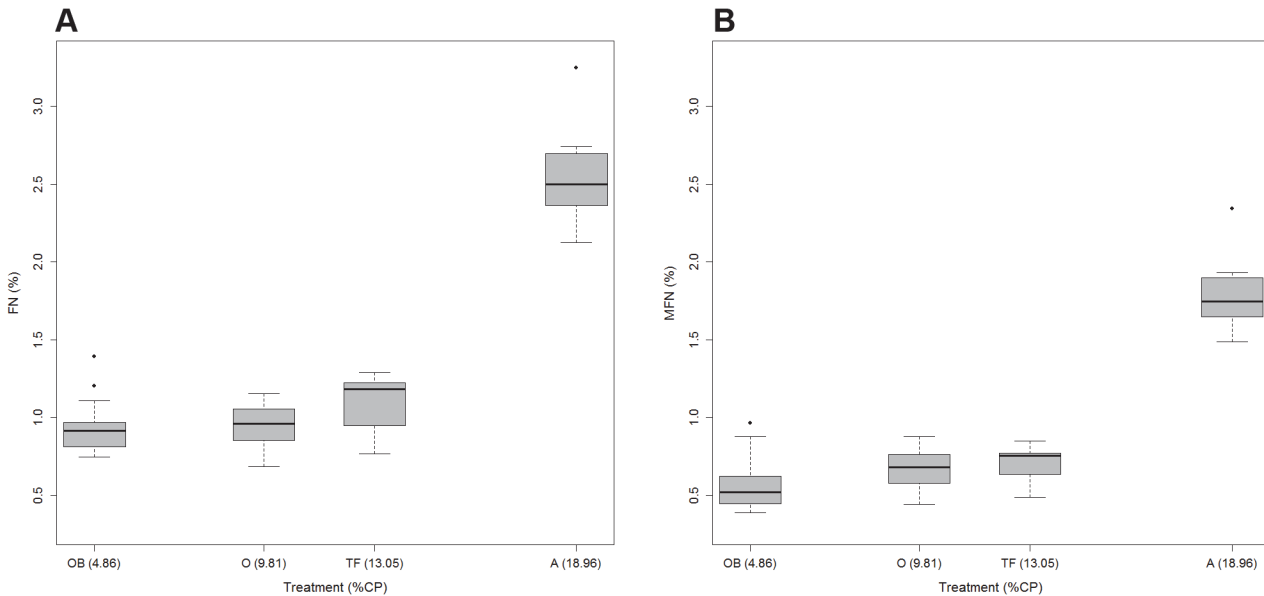 A
FN (%)
3.0
2.5
2.0
1.5
1.0
0.5
OB (4.86) O (9.81) TF (13.05) A (18.96)
Treatment (%CP)
B
MFN (%)
3.0
2.5
2.0
1.5
1.0
0.5
OB (4.86) O (9.81) TF (13.05) A (18.96)
Treatment (%CP)